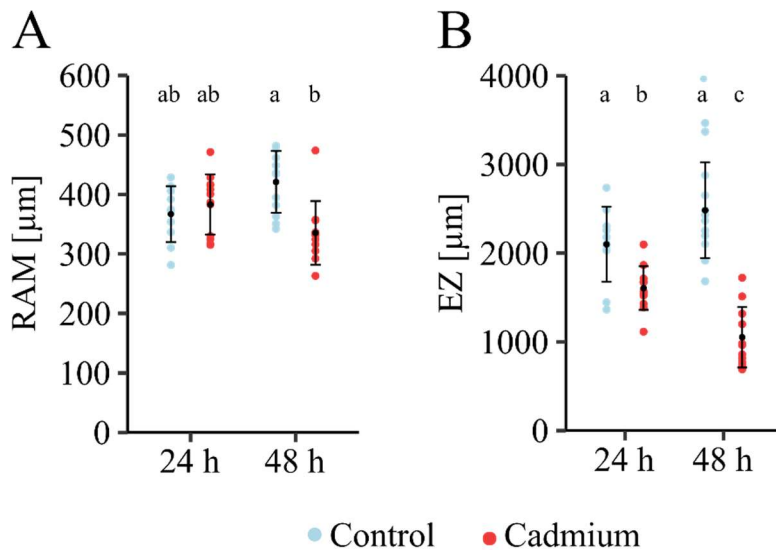 A
RAM [µm]
600
500
400
300
200
100
0
ab ab a b
24 h 48 h
B
EZ [µm]
4000
3000
2000
1000
0
a b a c
24 h 48 h
Control Cadmium